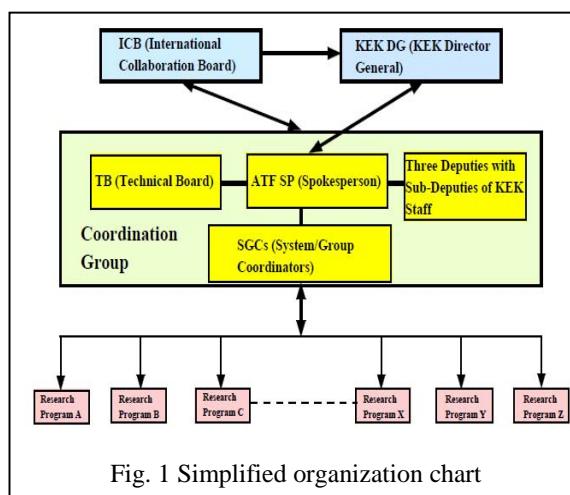 ICB (International
Collaboration Board)
KEK DG (KEK Director
General)
TB (Technical Board)
ATF SP (Spokesperson)
Three Deputies with
Sub-Deputies of KEK
Staff
Coordination
Group
SGCs (System/Group
Coordinators)
Research
Program A
Research
Program B
Research
Program C
Research
Program X
Research
Program Y
Research
Program Z
Fig. 1 Simplified organization chart